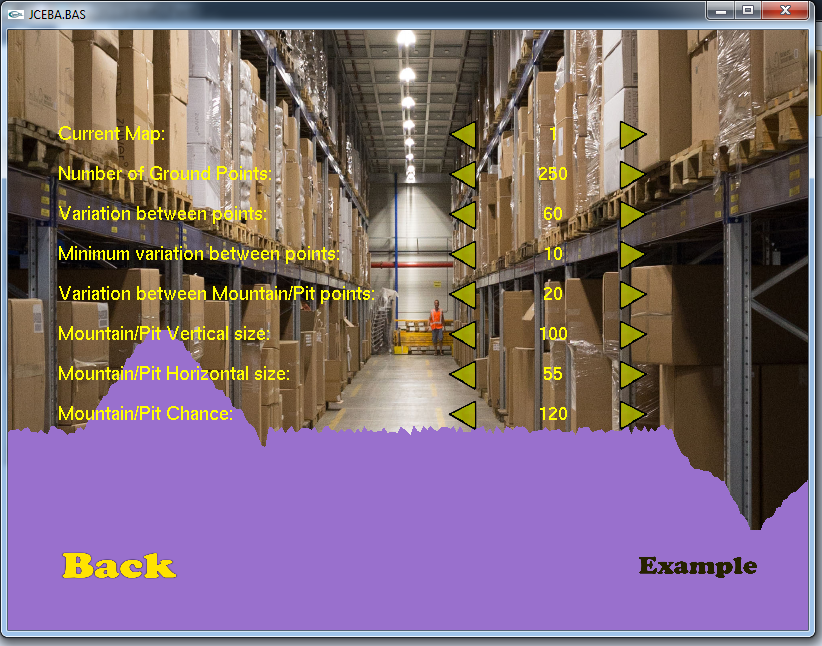 JCEBA.BAS
Current Map: 1
Number of Ground Points: 250
Variation between points: 60
Minimum variation between points: 10
Variation between Mountain/Pit points: 20
Mountain/Pit Vertical size: 100
Mountain/Pit Horizontal size: 55
Mountain/Pit Chance: 120
Back Example